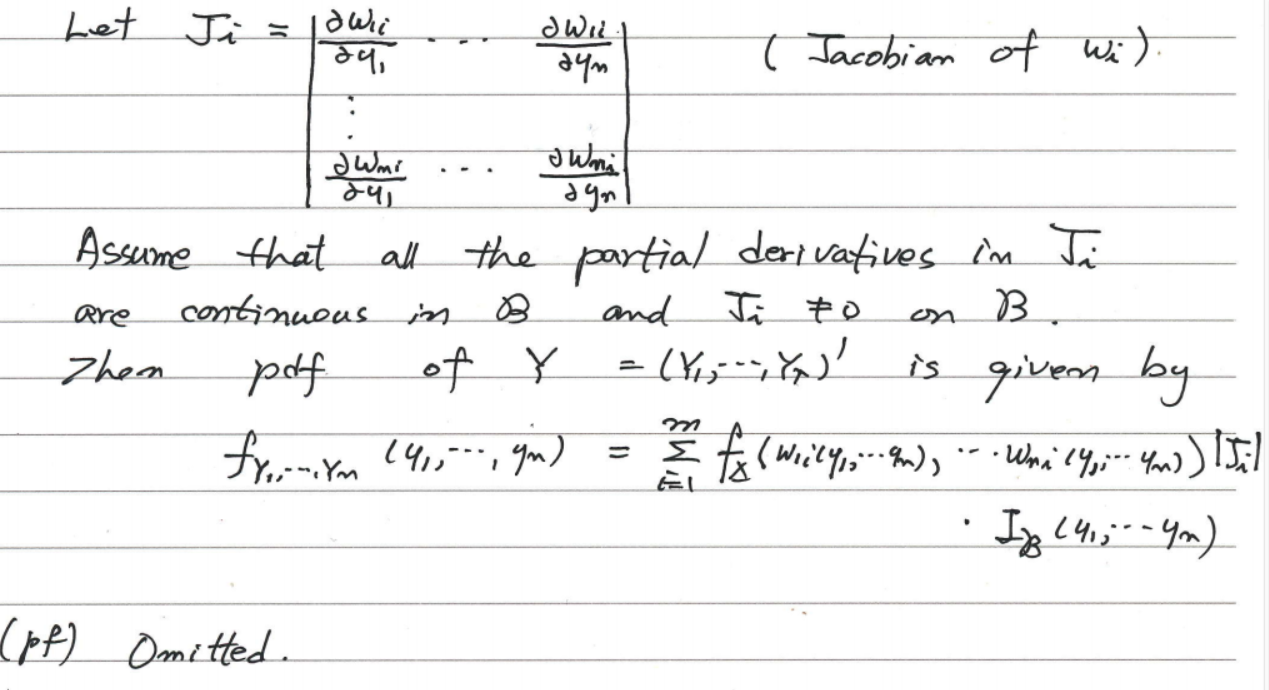 Let Ji = | ∂w1i/∂y1 ... ∂w1i/∂yn | ( Jacobian of wi ).
⋮
| ∂wni/∂y1 ... ∂wni/∂yn |
Assume that all the partial derivatives in Ji
are continuous in ℬ and Ji ≠ 0 on ℬ.
Then pdf of Y = (Y1, ..., Yn)' is given by
fY1,...,Yn (y1, ..., yn) = Σ_{i=1}^{m} fX (w1i(y1, ... yn), ... wni(y1, ... yn)) |Ji|
· Iℬ (y1, ... yn)
(pf) Omitted.